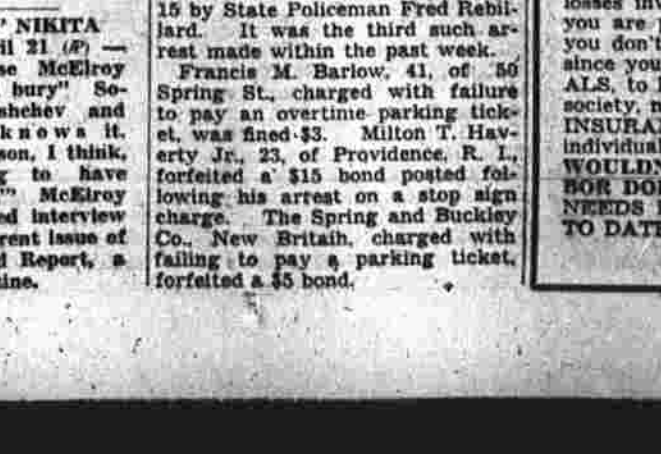 ' NIKITA
il 21 (AP) —
se McElroy
bury" So-
shchev and
knows it.
son, I think,
g to have
"' McElroy
ed interview
rent issue of
d Report, a
ine.
15 by State Policeman Fred Rebil-
lard. It was the third such ar-
rest made within the past week.
Francis M. Barlow, 41, of 50
Spring St., charged with failure
to pay an overtime parking tick-
et, was fined $3. Milton T. Hav-
erty Jr., 23, of Providence, R. I.,
forfeited a $15 bond posted fol-
lowing his arrest on a stop sign
charge. The Spring and Buckley
Co., New Britain, charged with
failing to pay a parking ticket,
forfeited a $5 bond.
losses inv
you are
you don't
since you
ALS, to
society, n
INSURA
individual
WOULDN
BOR DO
NEEDS
TO DATE